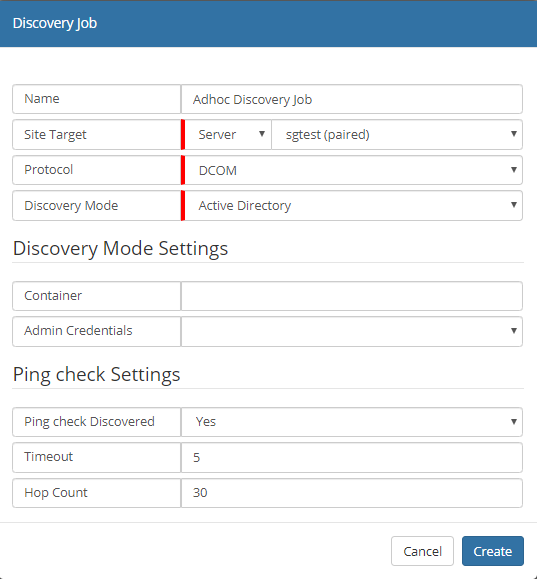 Discovery Job
Name Adhoc Discovery Job
Site Target Server sgtest (paired)
Protocol DCOM
Discovery Mode Active Directory
Discovery Mode Settings
Container
Admin Credentials
Ping check Settings
Ping check Discovered Yes
Timeout 5
Hop Count 30
Cancel Create